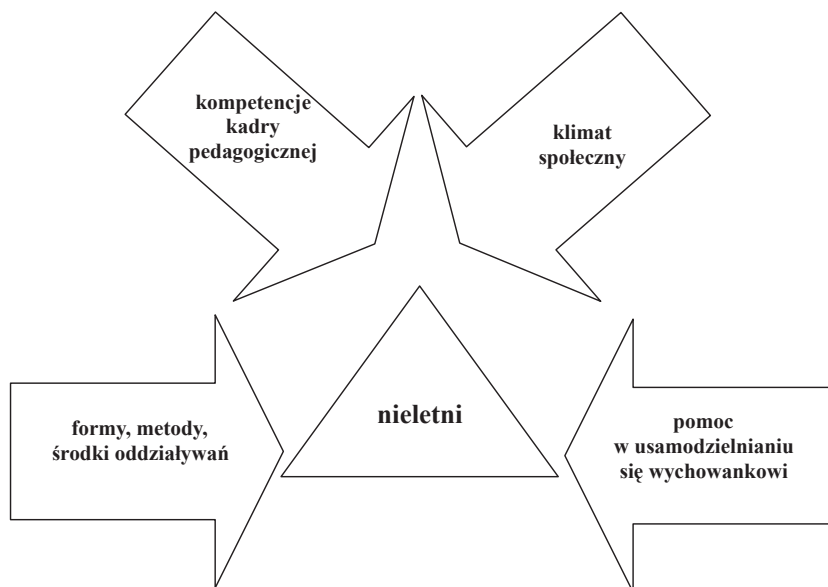 kompetencje
kadry
pedagogicznej
klimat
społeczny
nieletni
formy, metody,
środki oddziaływań
pomoc
w usamodzielnianiu
się wychowankowi